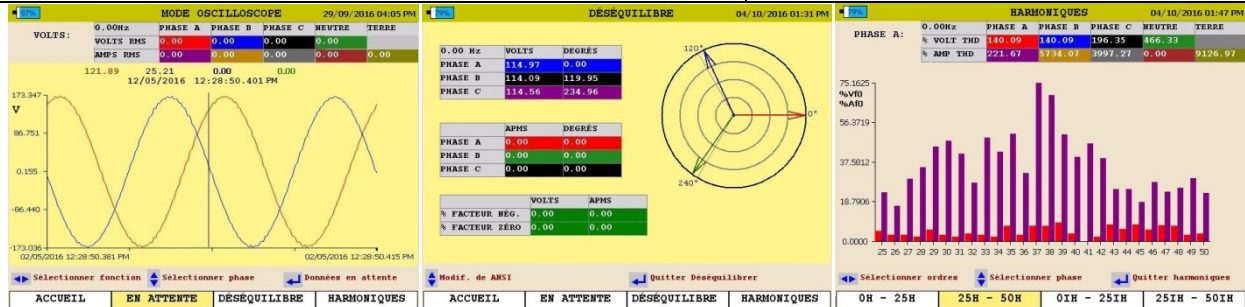 87%
MODE OSCILLOSCOPE
29/09/2016 04:05 PM
VOLTS:
0.00Hz PHASE A PHASE B PHASE C NEUTRE TERRE
VOLTS RMS 0.00 0.00 0.00 0.00
AMPS RMS 0.00 0.00 0.00 0.00 0.00
121.89 25.21 0.00 0.00
12/05/2016 12:28:50.401 PM
173.347
V
86.751
0.155
-86.440
-173.036
02/05/2016 12:28:50.381 PM
02/05/2016 12:28:50.415 PM
Sélectionner fonction
Sélectionner phase
Données en attente
ACCUEIL
EN ATTENTE
DÉSÉQUILIBRE
HARMONIQUES
DÈSÉQUILIBRE
04/10/2016 01:31 PM
0.00 Hz VOLTS DEGRÉS
PHASE A 114.97 0.00
PHASE B 114.09 119.95
PHASE C 114.56 234.96
APMS DEGRÉS
PHASE A 0.00 0.00
PHASE B 0.00 0.00
PHASE C 0.00 0.00
VOLTS APMS
% FACTEUR NÉG. 0.00 0.00
% FACTEUR ZÉRO 0.00 0.00
120°
0°
240°
Modif. de ANSI
Quitter Déséquilibrer
ACCUEIL
EN ATTENTE
DÉSÉQUILIBRE
HARMONIQUES
HARMONIQUES
04/10/2016 01:47 PM
PHASE A:
0.00Hz PHASE A PHASE B PHASE C NEUTRE TERRE
% VOLT THD 140.09 140.09 196.35 466.33
% AMP THD 221.67 5734.07 3997.27 0.00 9126.97
75.1625
%Vf0
%Af0
56.3719
37.5812
18.7906
0.0000
25 26 27 28 29 30 31 32 33 34 35 36 37 38 39 40 41 42 43 44 45 46 47 48 49 50
Sélectionner ordres
Sélectionner phase
Quitter harmoniques
0H - 25H
25H - 50H
0IH - 25IH
25IH - 50IH